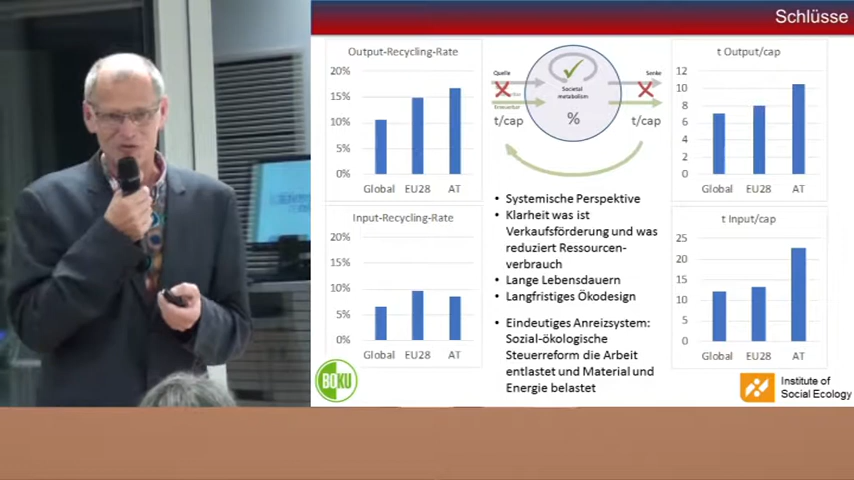 Schlüsse
Output-Recycling-Rate
20%
15%
10%
5%
0%
Global EU28 AT
Input-Recycling-Rate
20%
15%
10%
5%
0%
Global EU28 AT
Quelle
Senke
Societal
metabolism
%
t/cap
t/cap
• Systemische Perspektive
• Klarheit was ist
Verkaufsförderung und was
reduziert Ressourcen-
verbrauch
• Lange Lebensdauern
• Langfristiges Ökodesign
• Eindeutiges Anreizsystem:
Sozial-ökologische
Steuerreform die Arbeit
entlastet und Material und
Energie belastet
t Output/cap
12
10
8
6
4
2
0
Global EU28 AT
t Input/cap
25
20
15
10
5
0
Global EU28 AT
BOKU
Institute of
Social Ecology